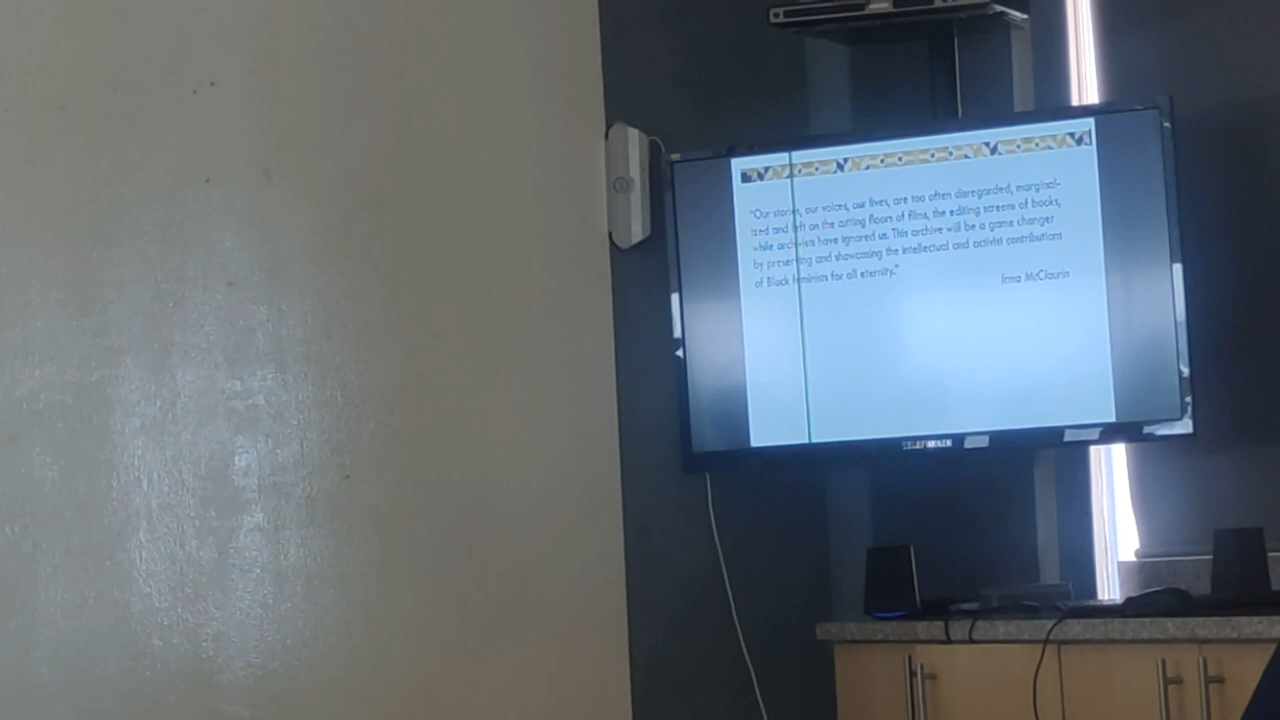 "Our stories, our voices, our lives, are too often disregarded, marginal-
ized and left on the cutting floors of films, the editing screens of books,
while archivists have ignored us. This archive will be a game changer
by preserving and showcasing the intellectual and activist contributions
of Black feminists for all eternity."
Irma McClaurin
TELEFUNKEN